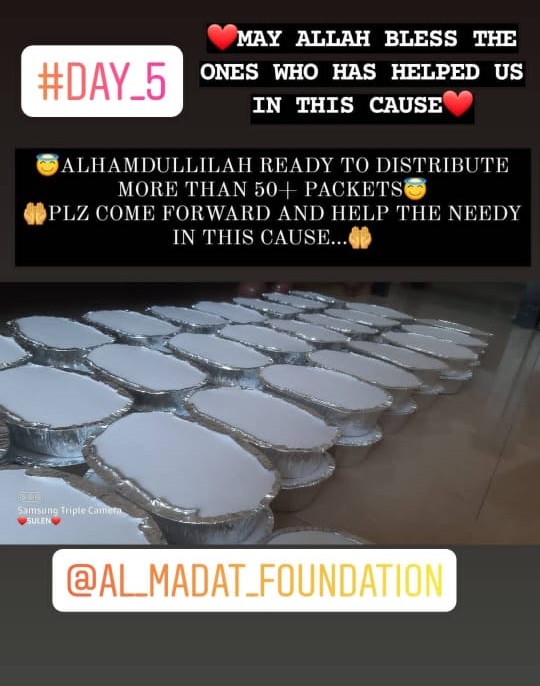 #DAY_5
❤️MAY ALLAH BLESS THE
ONES WHO HAS HELPED US
IN THIS CAUSE❤️
😇ALHAMDULLILAH READY TO DISTRIBUTE
MORE THAN 50+ PACKETS😇
🤲PLZ COME FORWARD AND HELP THE NEEDY
IN THIS CAUSE...🤲
Samsung Triple Camera
❤️SULEN❤️
@AL_MADAT_FOUNDATION